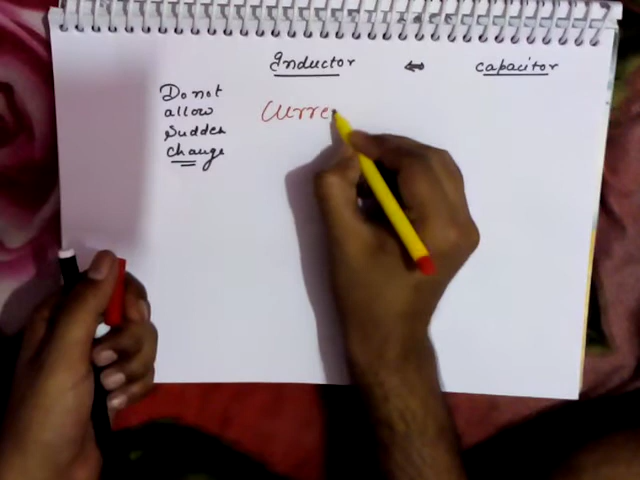 Inductor ⇔ capacitor
Do not
allow Curre
Sudden
change